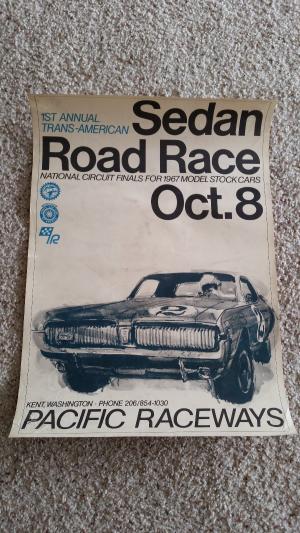 1ST ANNUAL
TRANS-AMERICAN
Sedan
Road Race
NATIONAL CIRCUIT FINALS FOR 1967 MODEL STOCK CARS
Oct. 8
KENT, WASHINGTON - PHONE 206/854-1030
PACIFIC RACEWAYS